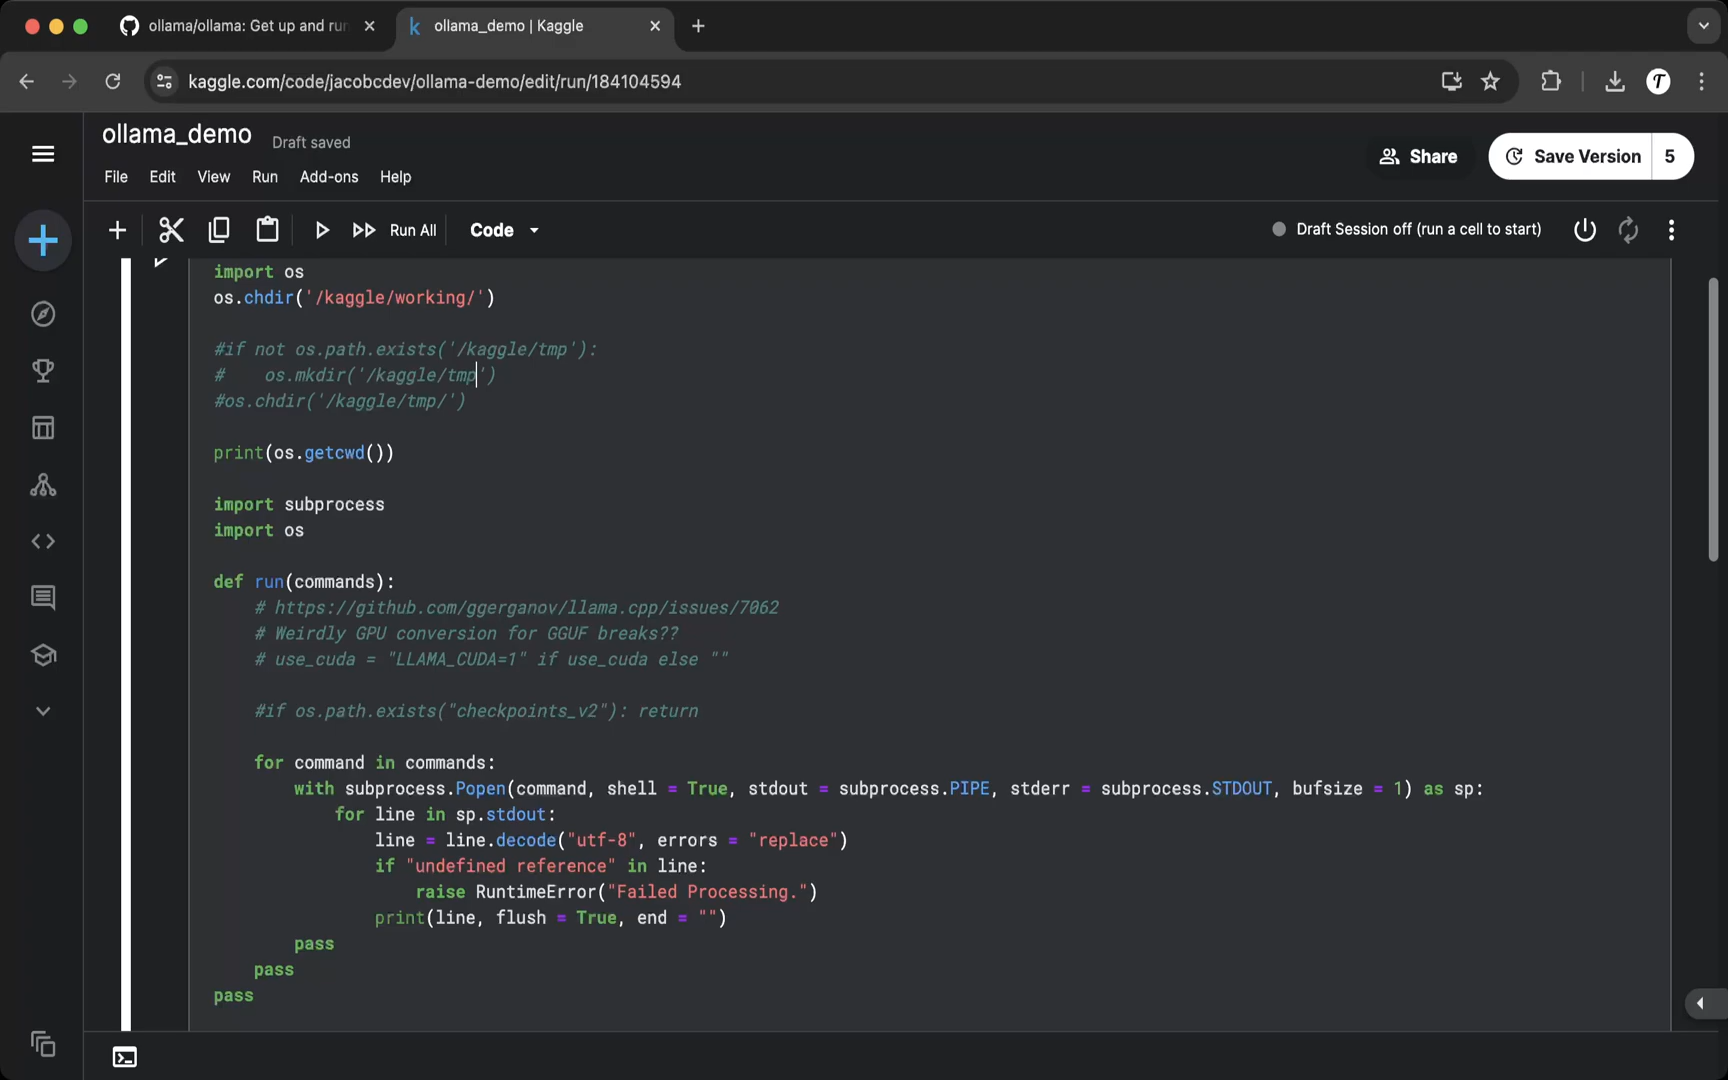 ollama/ollama: Get up and run
ollama_demo | Kaggle
kaggle.com/code/jacobcdev/ollama-demo/edit/run/184104594
ollama_demo
Draft saved
Share
Save Version
5
File
Edit
View
Run
Add-ons
Help
Run All
Code
Draft Session off (run a cell to start)
import os
os.chdir('/kaggle/working/')
#if not os.path.exists('/kaggle/tmp'):
#    os.mkdir('/kaggle/tmp')
#os.chdir('/kaggle/tmp/')
print(os.getcwd())
import subprocess
import os
def run(commands):
    # https://github.com/ggerganov/llama.cpp/issues/7062
    # Weirdly GPU conversion for GGUF breaks??
    # use_cuda = "LLAMA_CUDA=1" if use_cuda else ""
    #if os.path.exists("checkpoints_v2"): return
    for command in commands:
        with subprocess.Popen(command, shell = True, stdout = subprocess.PIPE, stderr = subprocess.STDOUT, bufsize = 1) as sp:
            for line in sp.stdout:
                line = line.decode("utf-8", errors = "replace")
                if "undefined reference" in line:
                    raise RuntimeError("Failed Processing.")
                print(line, flush = True, end = "")
        pass
    pass
pass